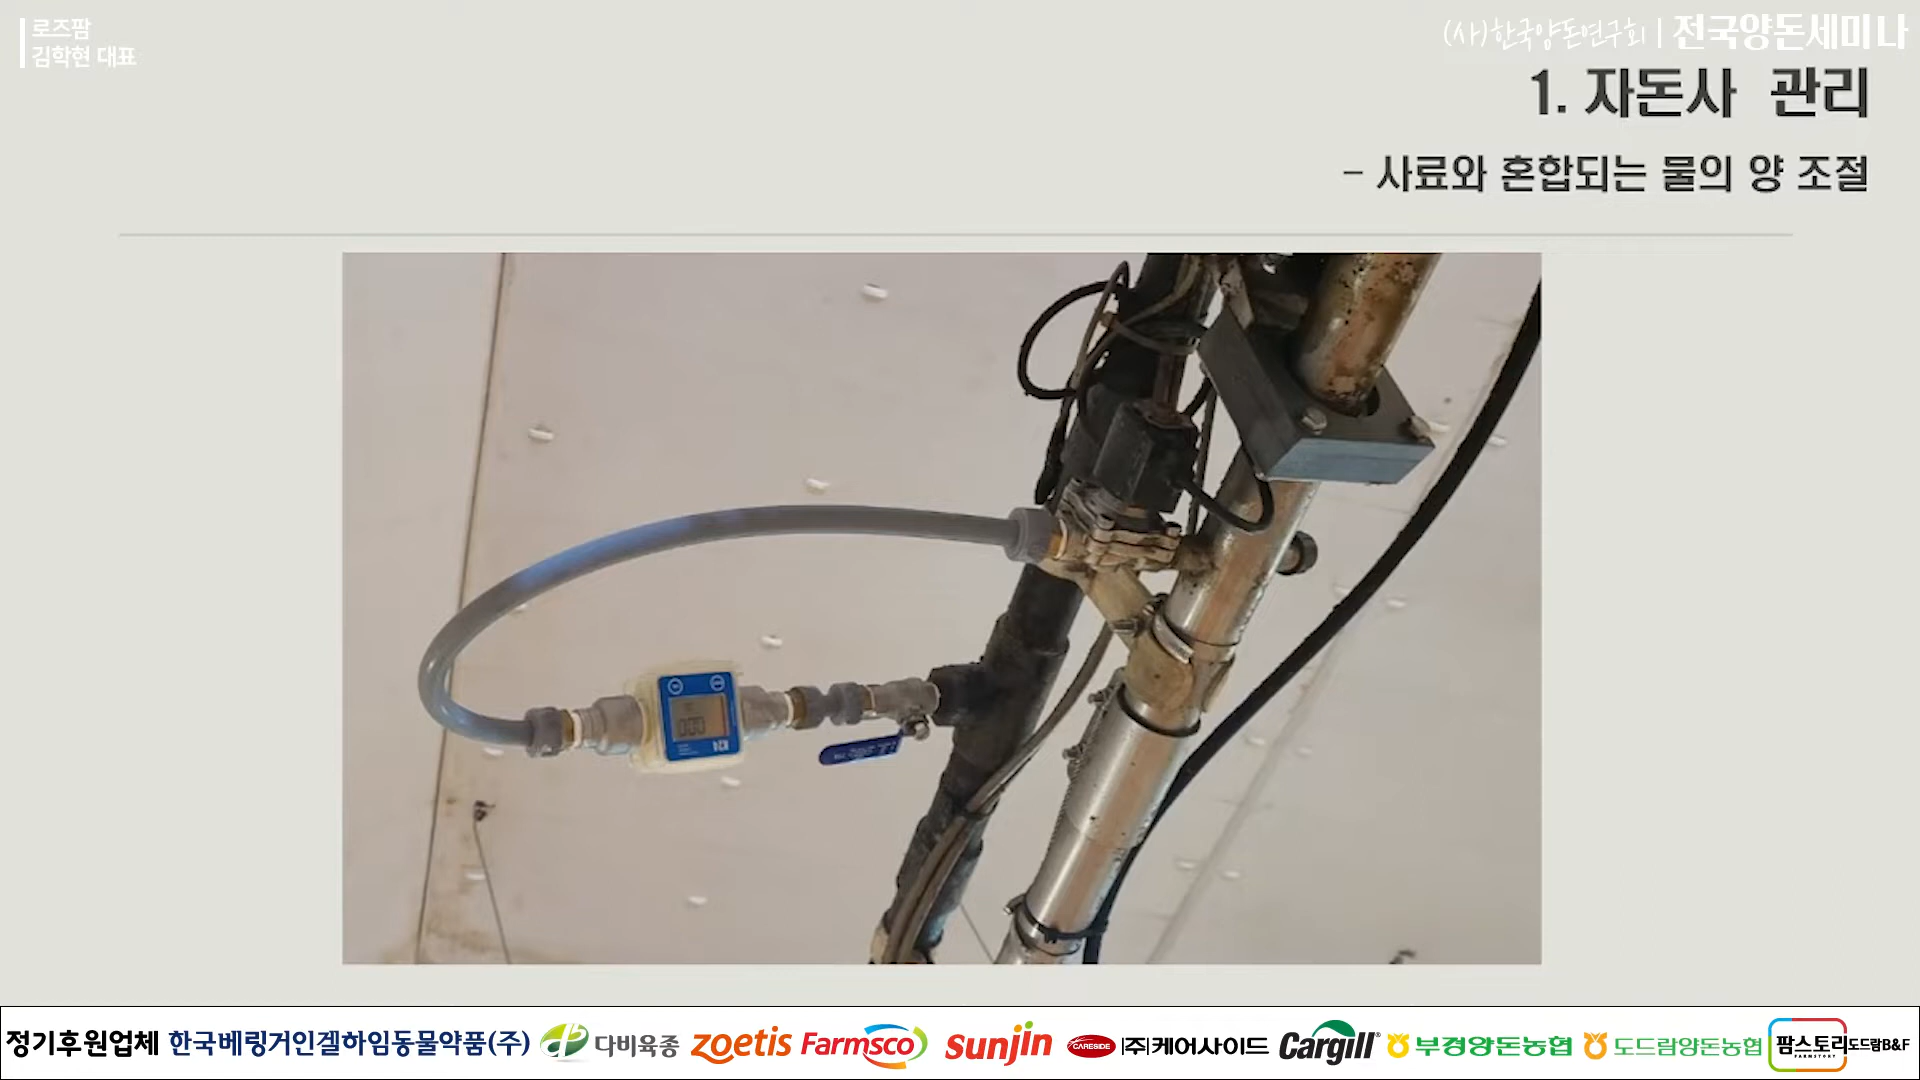 로즈팜
김학현 대표
(사)한국양돈연구회 | 전국양돈세미나
1. 자돈사 관리
- 사료와 혼합되는 물의 양 조절
K24
정기후원업체 한국베링거인겔하임동물약품(주) 다비육종 zoetis Farmsco sunjin CARESIDE (주)케어사이드 Cargill® 부경양돈농협 도드람양돈농협 팜스토리 FARMSTORY 도드람B&F